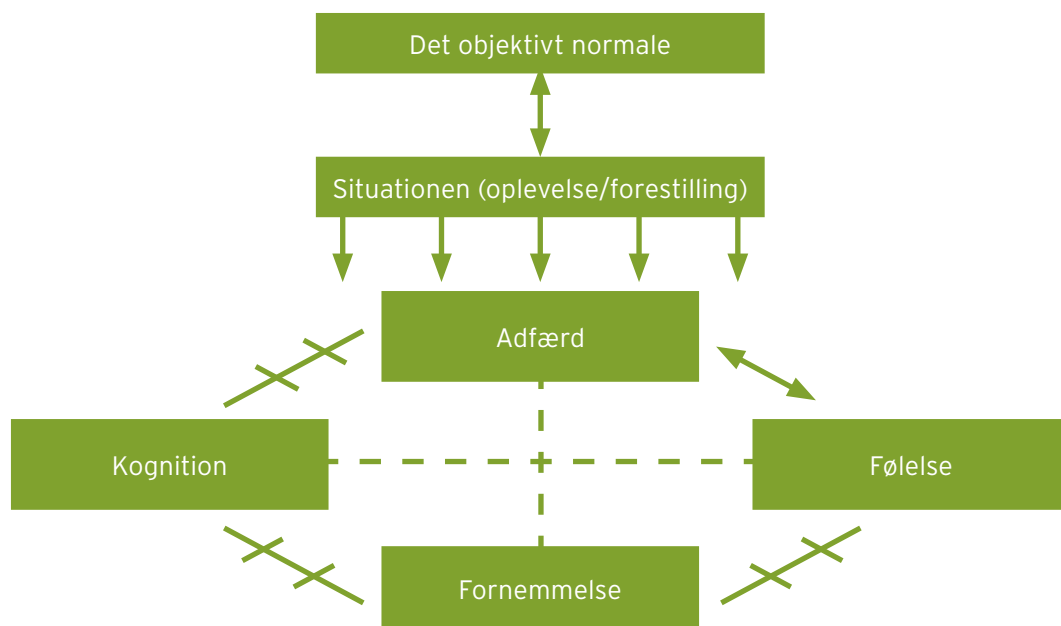 Det objektivt normale
Situationen (oplevelse/forestilling)
Adfærd
Kognition
Følelse
Fornemmelse